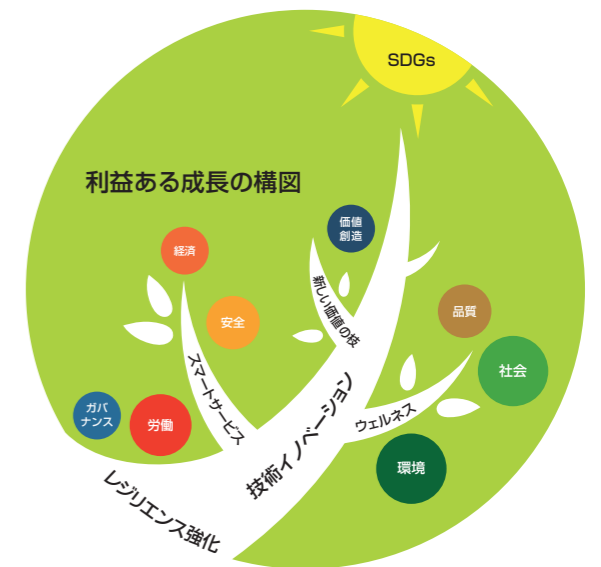 SDGs
利益ある成長の構図
価値
創造
経済
新しい価値の枝
品質
安全
社会
スマートサービス
ガバ
ナンス
労働
ウェルネス
技術イノベーション
環境
レジリエンス強化